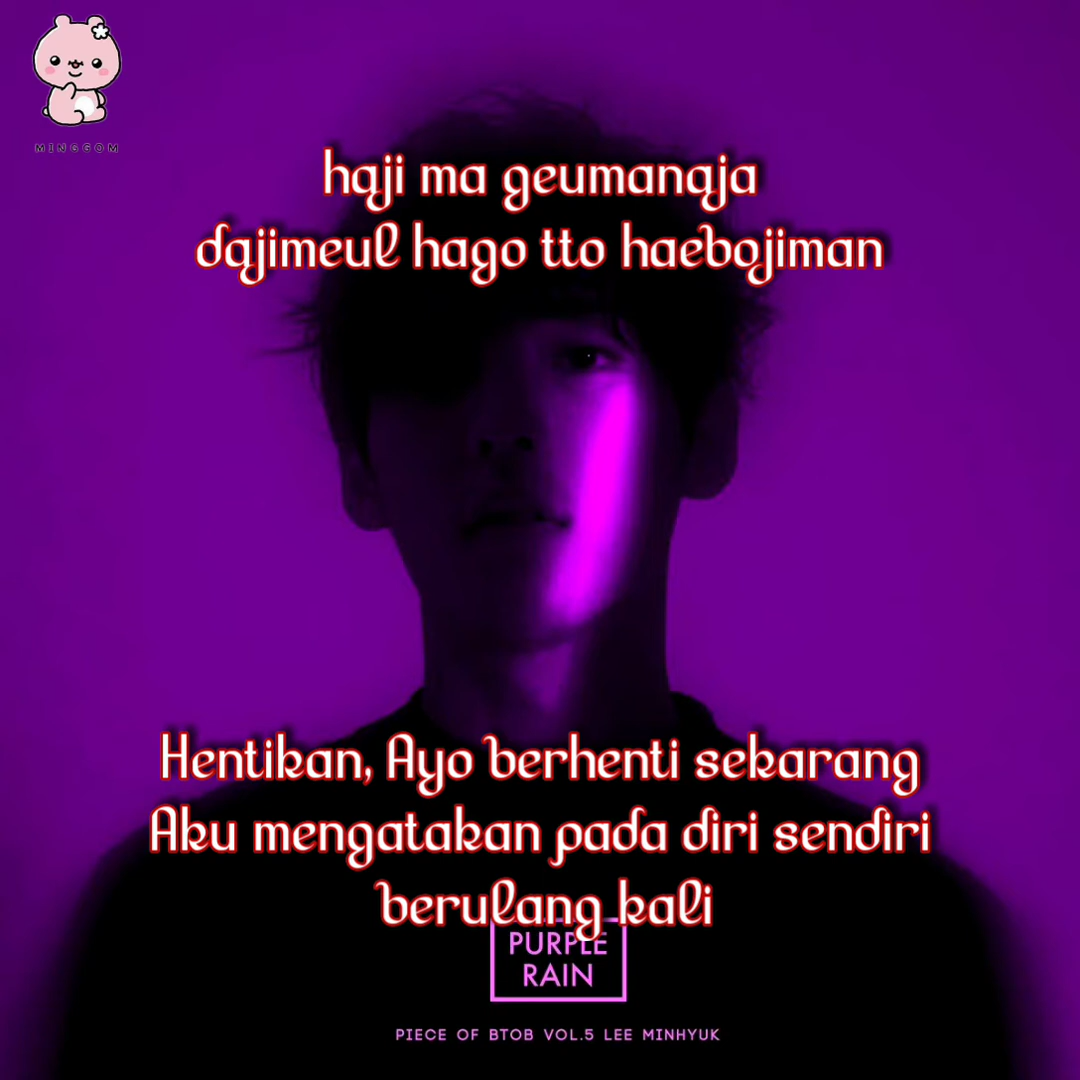 MINGGOM
haji ma geumanaja
dajimeul hago tto haebojiman
Hentikan, Ayo berhenti sekarang
Aku mengatakan pada diri sendiri
berulang kali
PURPLE
RAIN
PIECE OF BTOB VOL.5 LEE MINHYUK